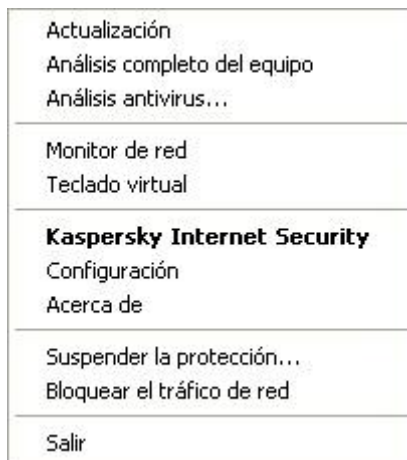 Actualización
Análisis completo del equipo
Análisis antivirus...
Monitor de red
Teclado virtual
Kaspersky Internet Security
Configuración
Acerca de
Suspender la protección...
Bloquear el tráfico de red
Salir